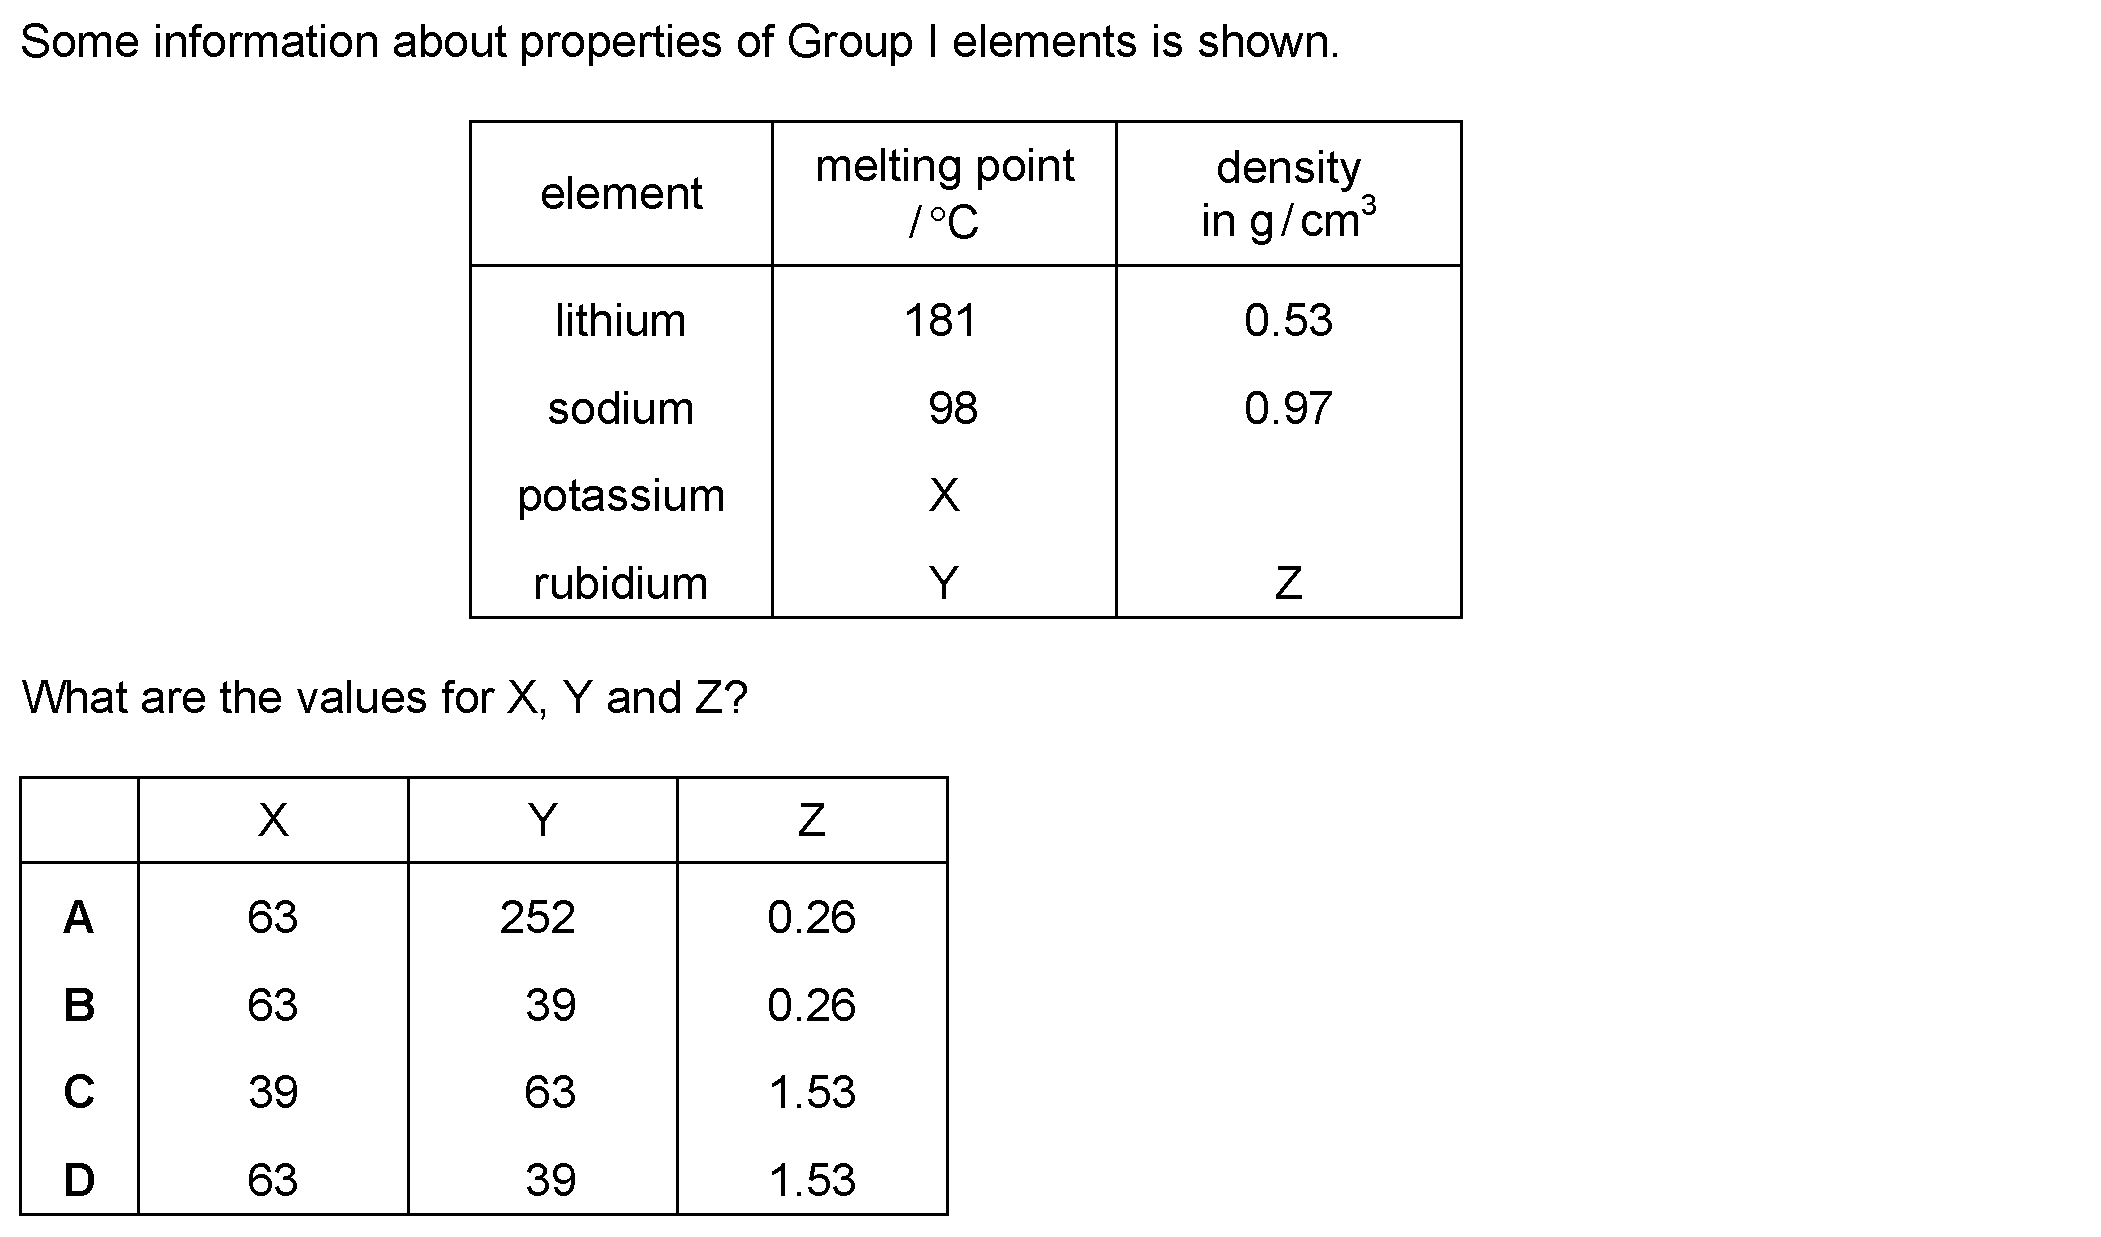 Some information about properties of Group I elements is shown.
element melting point / °C density in g / cm³
lithium 181 0.53
sodium 98 0.97
potassium X
rubidium Y Z
What are the values for X, Y and Z?
X Y Z
A 63 252 0.26
B 63 39 0.26
C 39 63 1.53
D 63 39 1.53